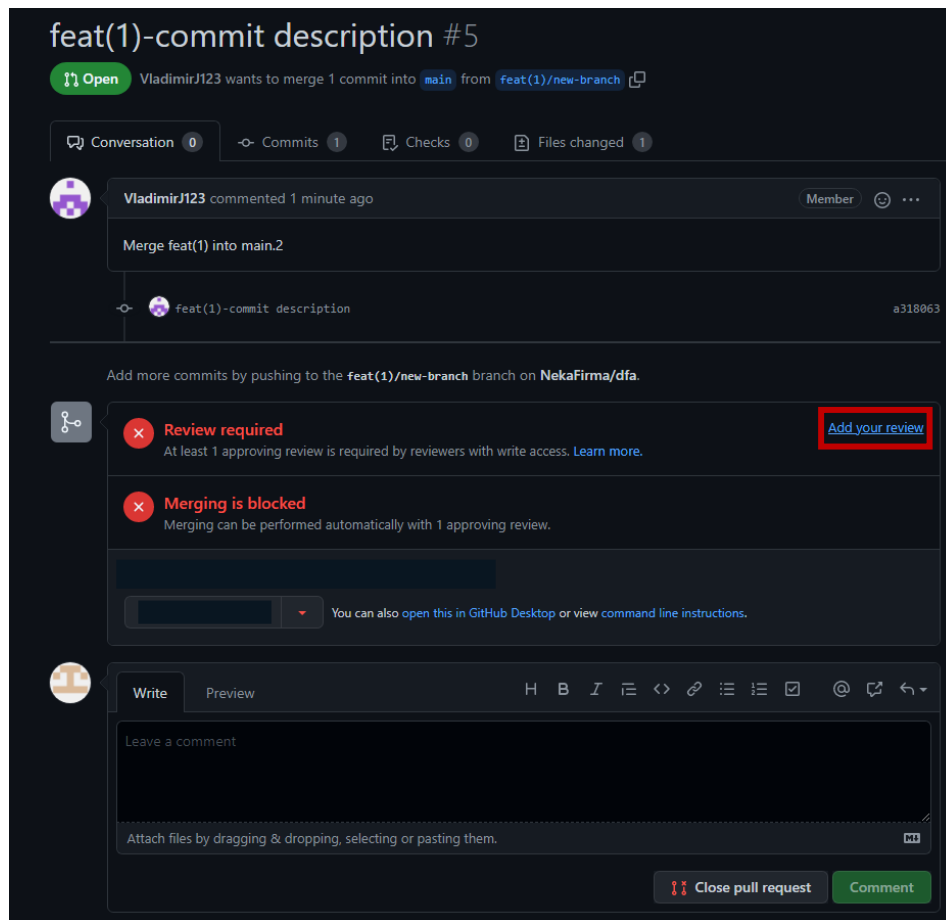 feat(1)-commit description #5
Open VladimirJ123 wants to merge 1 commit into main from feat(1)/new-branch
Conversation 0 Commits 1 Checks 0 Files changed 1
VladimirJ123 commented 1 minute ago Member
Merge feat(1) into main.2
feat(1)-commit description a318063
Add more commits by pushing to the feat(1)/new-branch branch on NekaFirma/dfa.
Review required Add your review
At least 1 approving review is required by reviewers with write access. Learn more.
Merging is blocked
Merging can be performed automatically with 1 approving review.
You can also open this in GitHub Desktop or view command line instructions.
Write Preview H B I
Leave a comment
Attach files by dragging & dropping, selecting or pasting them.
Close pull request Comment